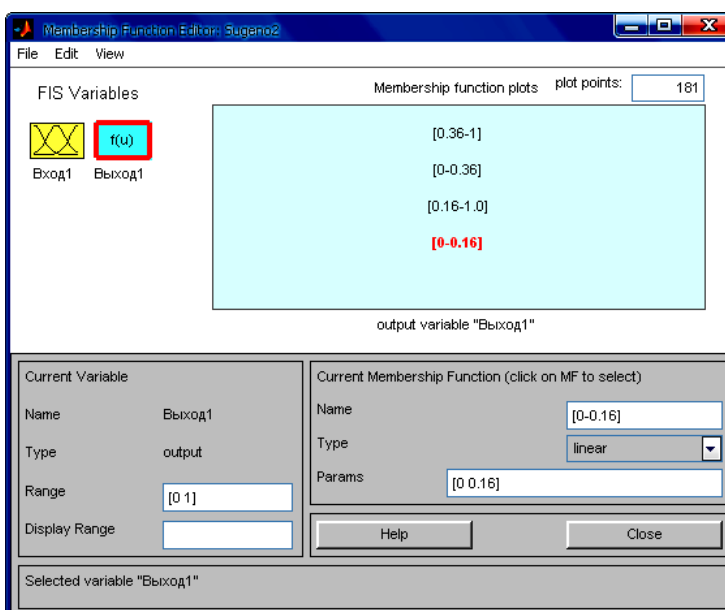 Membership Function Editor: Sugeno2
File Edit View
FIS Variables
Membership function plots plot points: 181
f(u)
Вход1 Выход1
[0.36-1]
[0-0.36]
[0.16-1.0]
[0-0.16]
output variable "Выход1"
Current Variable
Name Выход1
Type output
Range [0 1]
Display Range
Current Membership Function (click on MF to select)
Name [0-0.16]
Type linear
Params [0 0.16]
Help Close
Selected variable "Выход1"